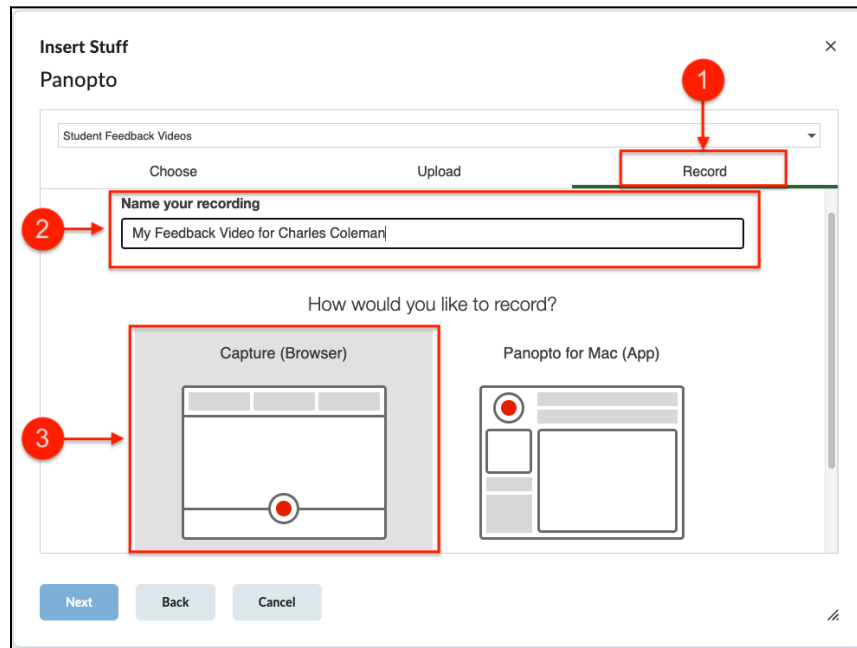 Insert Stuff
Panopto
1
Student Feedback Videos
Choose Upload Record
2
Name your recording
My Feedback Video for Charles Coleman
How would you like to record?
Capture (Browser) Panopto for Mac (App)
3
Next Back Cancel